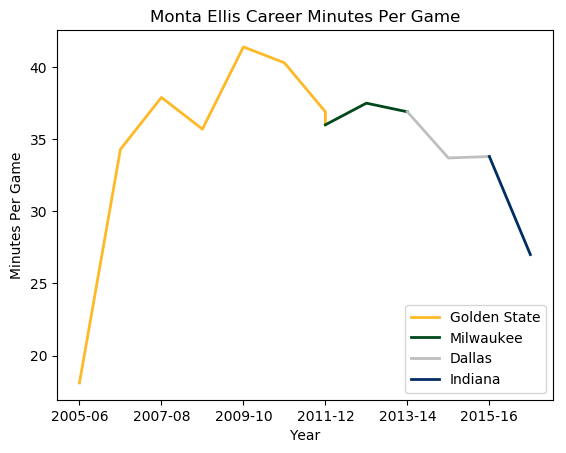 Monta Ellis Career Minutes Per Game
Minutes Per Game
40
35
30
25
20
Golden State
Milwaukee
Dallas
Indiana
2005-06 2007-08 2009-10 2011-12 2013-14 2015-16
Year